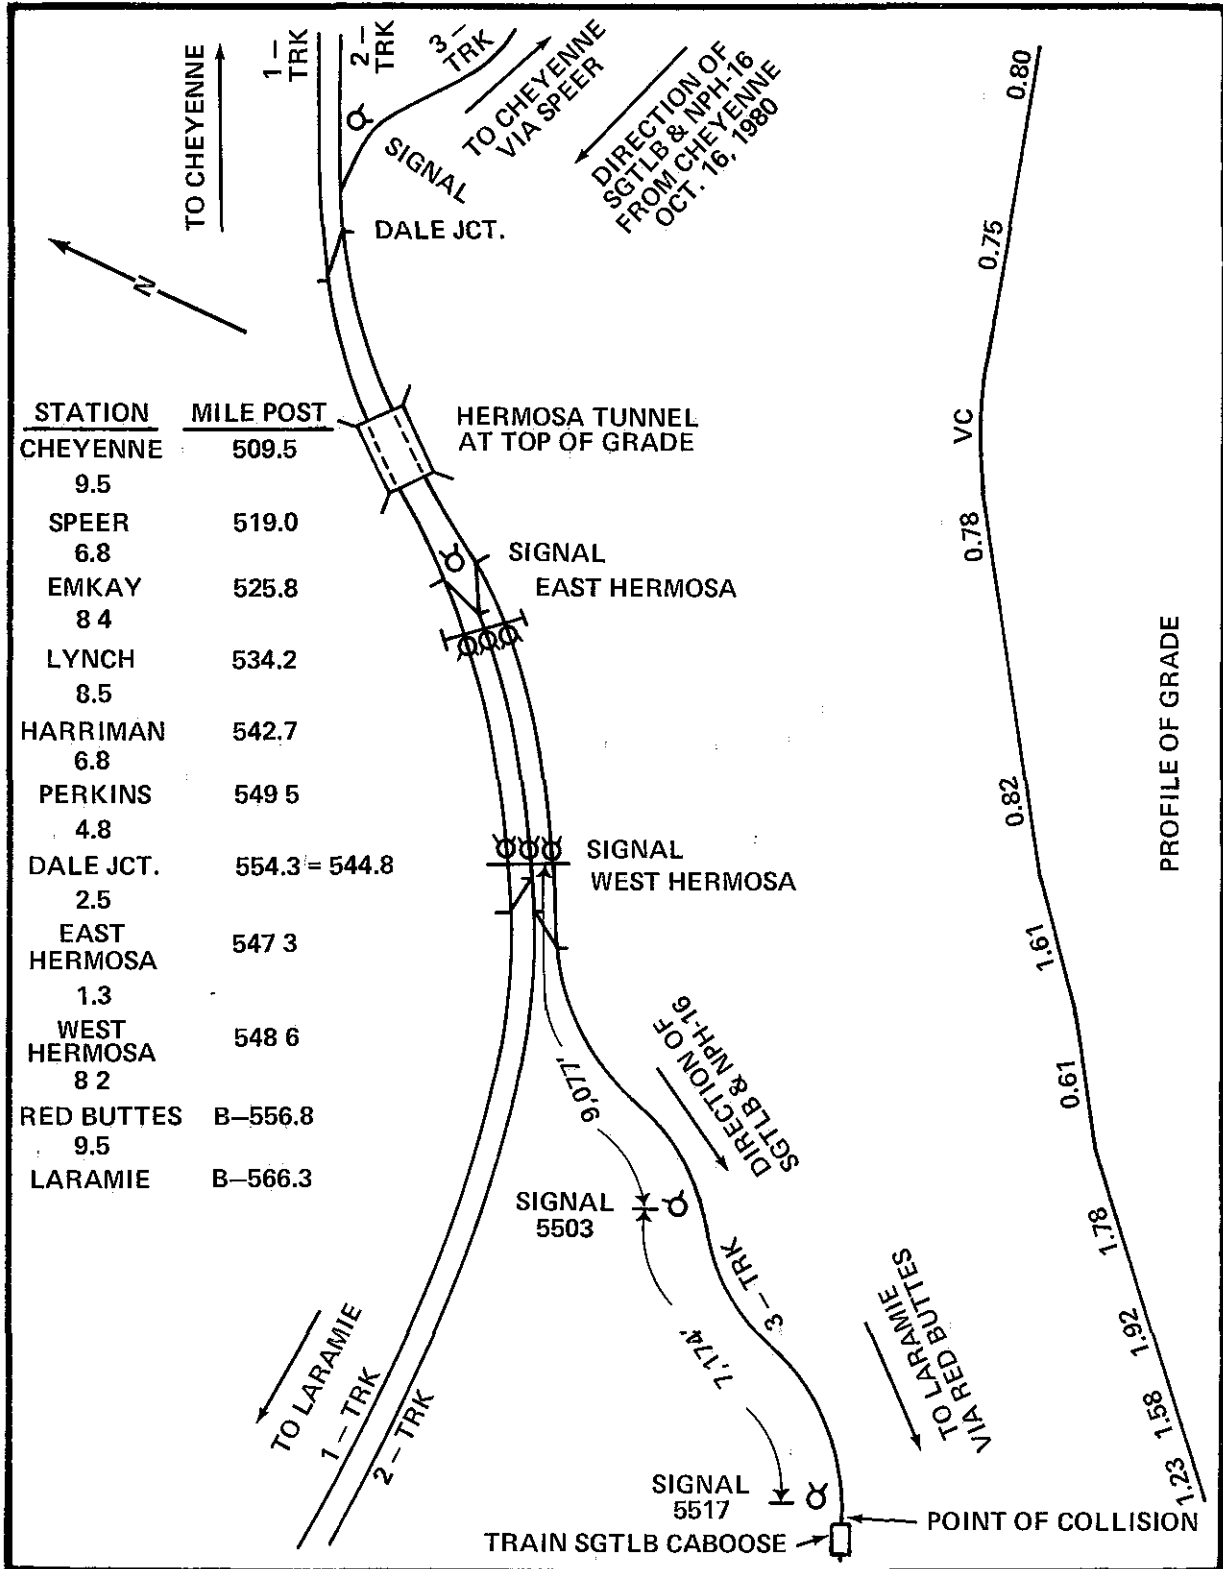 TO CHEYENNE
1 –
TRK
2 –
TRK
3 –
TRK
TO CHEYENNE
VIA SPEER
DIRECTION OF
SGTLB & NPH-16
FROM CHEYENNE
OCT. 16, 1980
SIGNAL
DALE JCT.
N
HERMOSA TUNNEL
AT TOP OF GRADE
SIGNAL
EAST HERMOSA
SIGNAL
WEST HERMOSA
STATION MILE POST
CHEYENNE 509.5
9.5
SPEER 519.0
6.8
EMKAY 525.8
8 4
LYNCH 534.2
8.5
HARRIMAN 542.7
6.8
PERKINS 549 5
4.8
DALE JCT. 554.3 = 544.8
2.5
EAST
HERMOSA 547 3
1.3
WEST
HERMOSA 548 6
8 2
RED BUTTES B–556.8
9.5
LARAMIE B–566.3
9,077'
DIRECTION OF
SGTLB & NPH-16
SIGNAL
5503
3 – TRK
7,174'
TO LARAMIE
1 – TRK
2 – TRK
TO LARAMIE
VIA RED BUTTES
SIGNAL
5517
POINT OF COLLISION
TRAIN SGTLB CABOOSE
0.80
0.75
VC
0.78
0.82
1.61
0.61
1.78
1.92
1.58
1.23
PROFILE OF GRADE